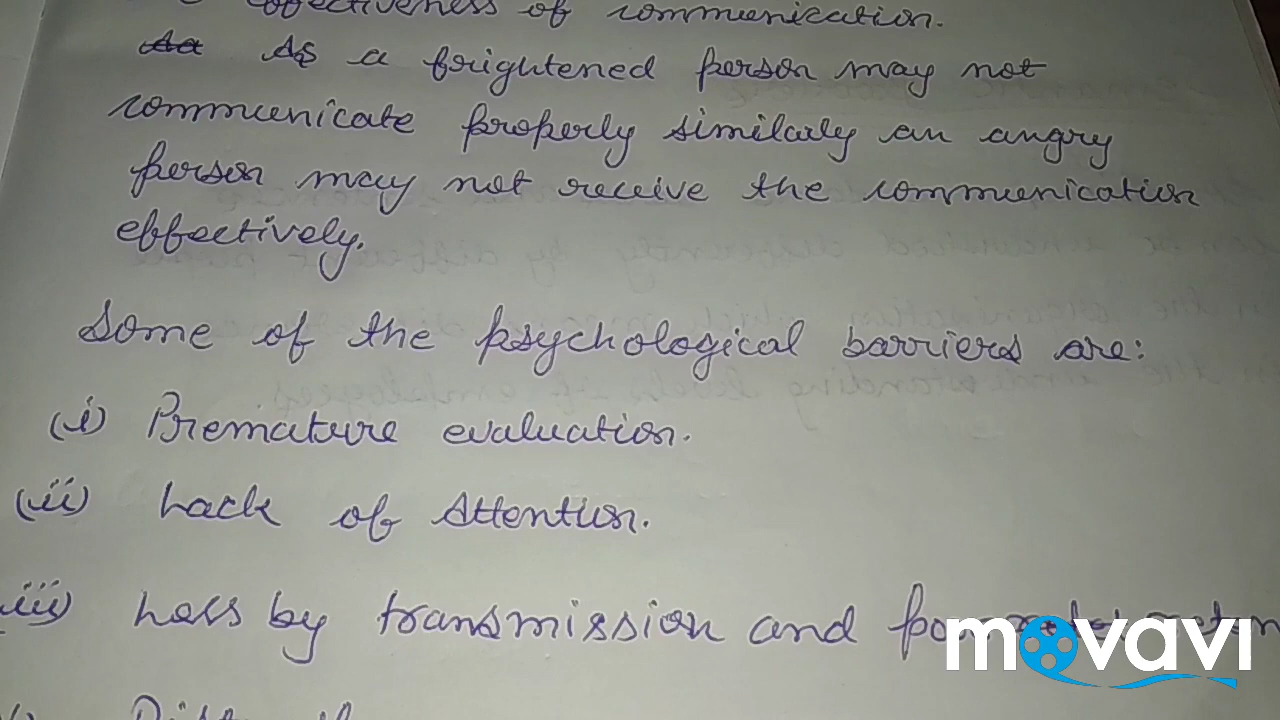 effectiveness of communication.
As a frightened person may not
communicate properly similarly an angry
person may not receive the communication
effectively.
Some of the psychological barriers are:
(i) Premature evaluation.
(ii) Lack of Attention.
(iii) Loss by transmission and
movavi